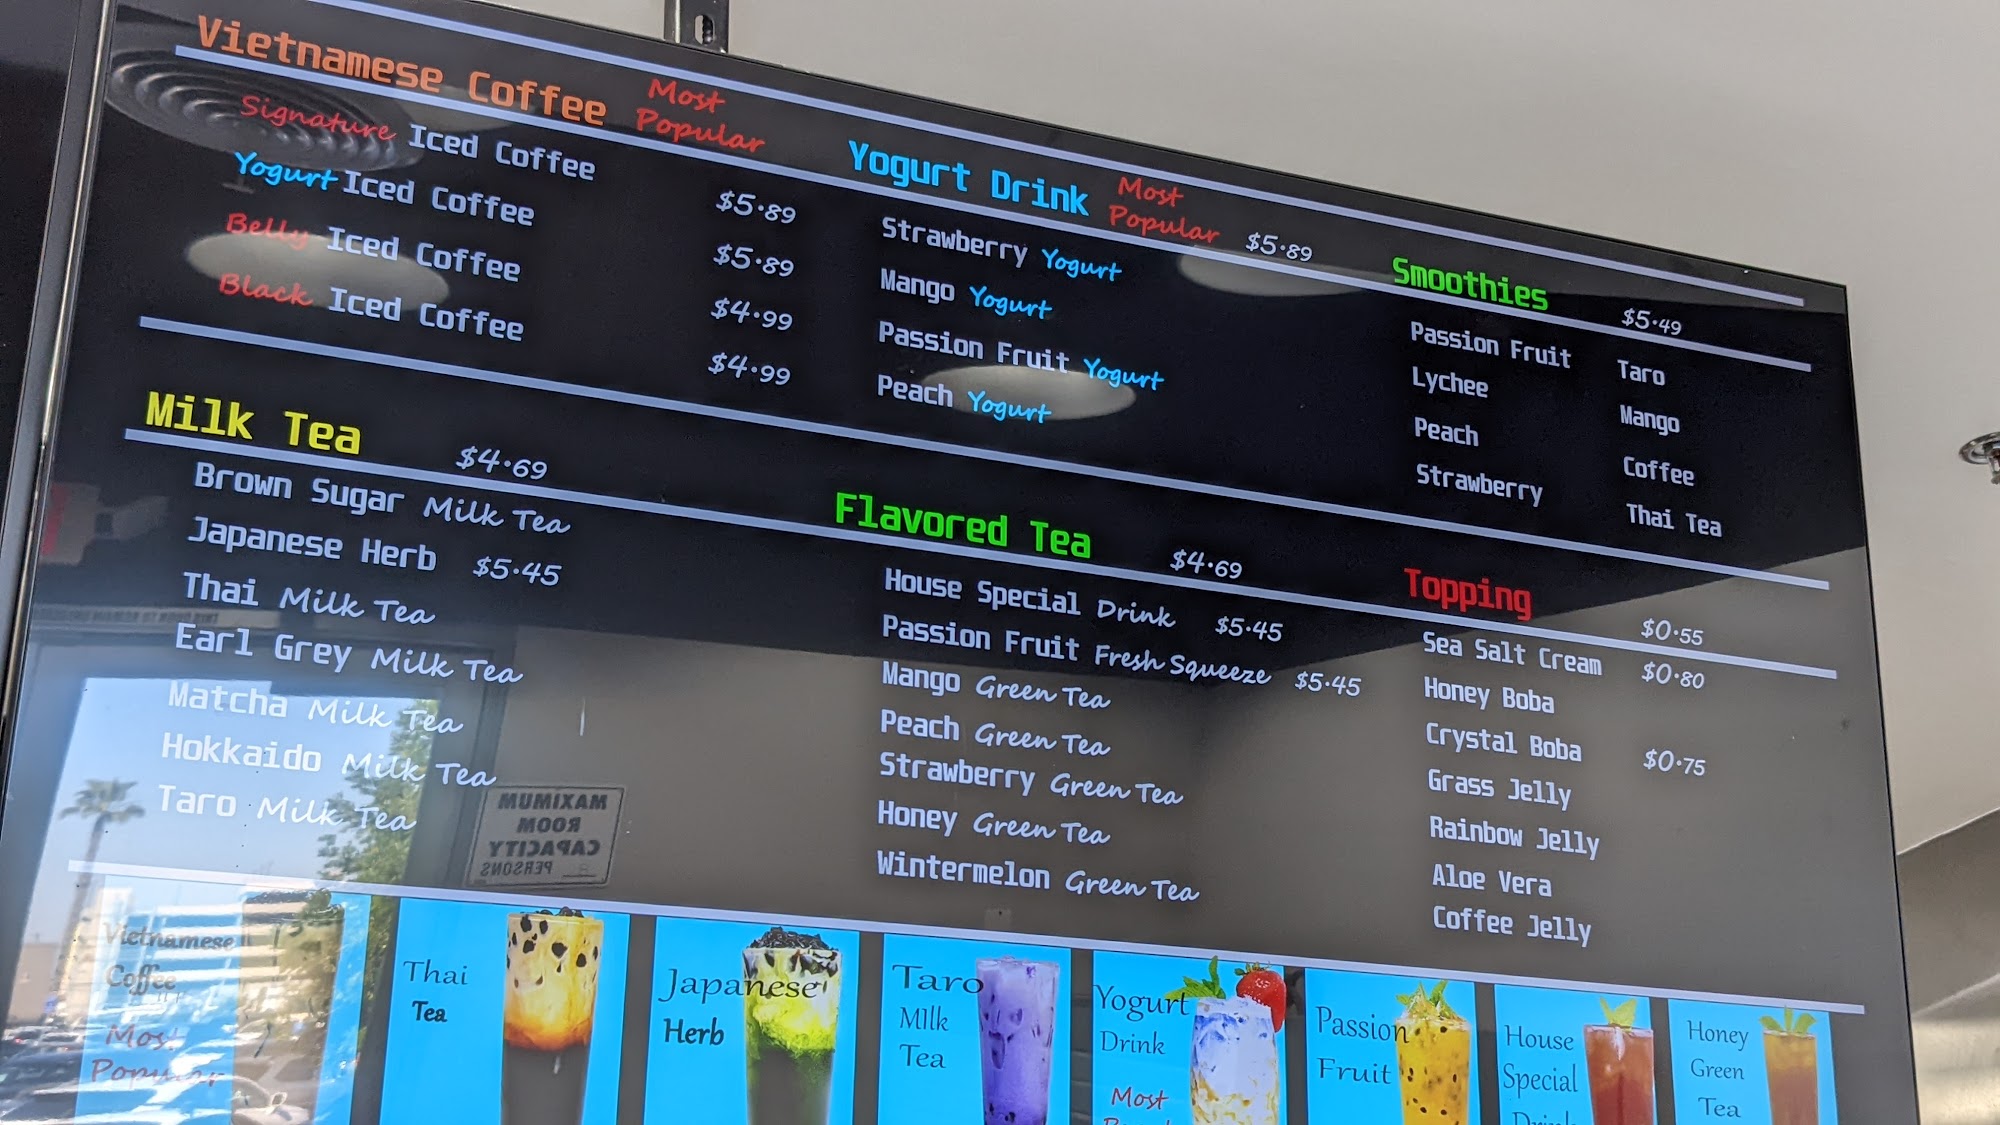 Vietnamese Coffee Most Popular
Signature Iced Coffee $5.89
Yogurt Iced Coffee $5.89
Belly Iced Coffee $4.99
Black Iced Coffee $4.99
Yogurt Drink Most Popular $5.89
Strawberry Yogurt
Mango Yogurt
Passion Fruit Yogurt
Peach Yogurt
Smoothies $5.49
Passion Fruit Taro
Lychee Mango
Peach Coffee
Strawberry Thai Tea
Milk Tea $4.69
Brown Sugar Milk Tea
Japanese Herb $5.45
Thai Milk Tea
Earl Grey Milk Tea
Matcha Milk Tea
Hokkaido Milk Tea
Taro Milk Tea
Flavored Tea $4.69
House Special Drink $5.45
Passion Fruit Fresh Squeeze $5.45
Mango Green Tea
Peach Green Tea
Strawberry Green Tea
Honey Green Tea
Wintermelon Green Tea
Topping $0.55
Sea Salt Cream $0.80
Honey Boba
Crystal Boba $0.75
Grass Jelly
Rainbow Jelly
Aloe Vera
Coffee Jelly
MAXIMUM
ROOM
CAPACITY
PERSONS
Vietnamese
Coffee
Most
Popular
Thai
Tea
Japanese
Herb
Taro
MIlk
Tea
Yogurt
Drink
Most
Passion
Fruit
House
Special
Drink
Honey
Green
Tea